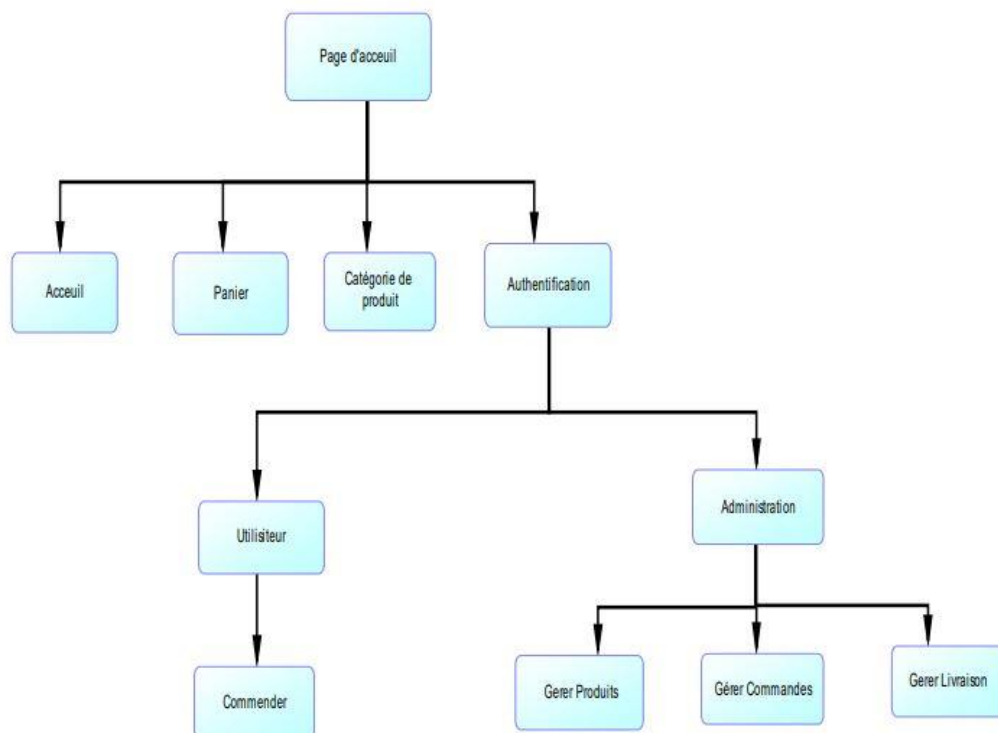 Page d'acceuil
Acceuil
Panier
Catégorie de
produit
Authentification
Utilisiteur
Administration
Commender
Gerer Produits
Gérer Commandes
Gerer Livraison